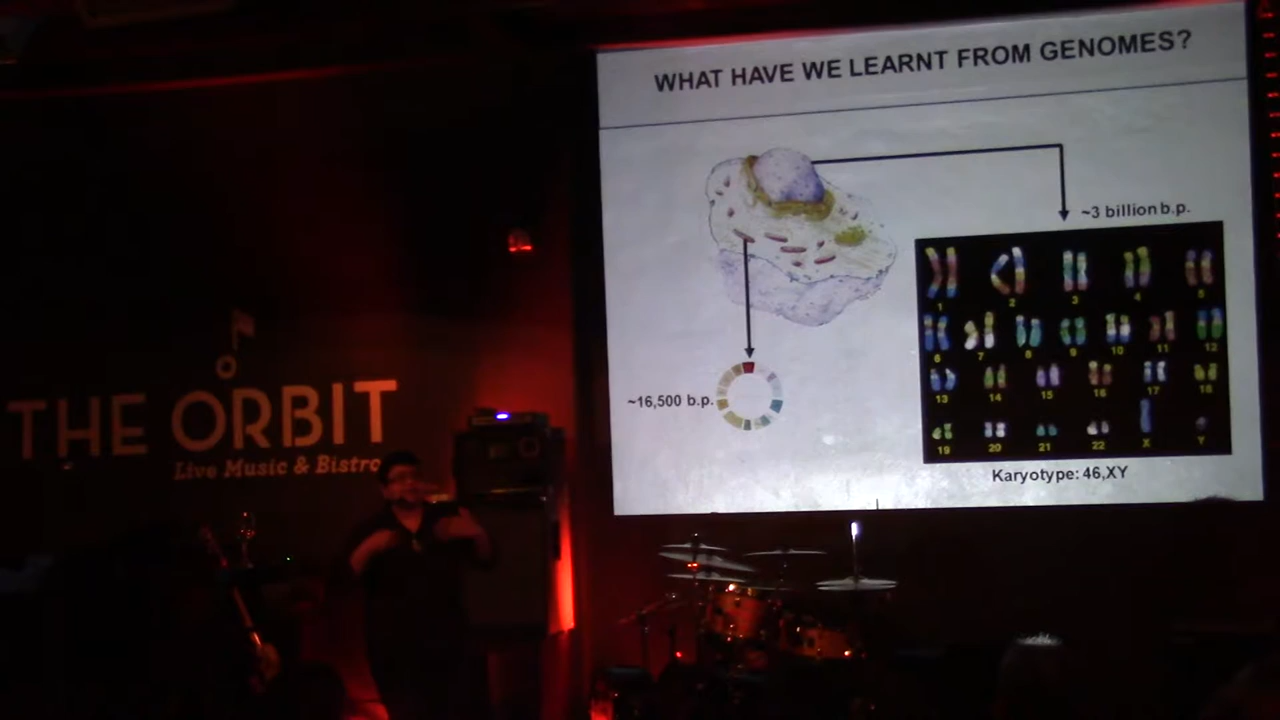 WHAT HAVE WE LEARNT FROM GENOMES?
~3 billion b.p.
1 2 3 4 5
6 7 8 9 10 11 12
13 14 15 16 17 18
19 20 21 22 X Y
~16,500 b.p.
Karyotype: 46,XY
THE ORBIT
Live Music & Bistro